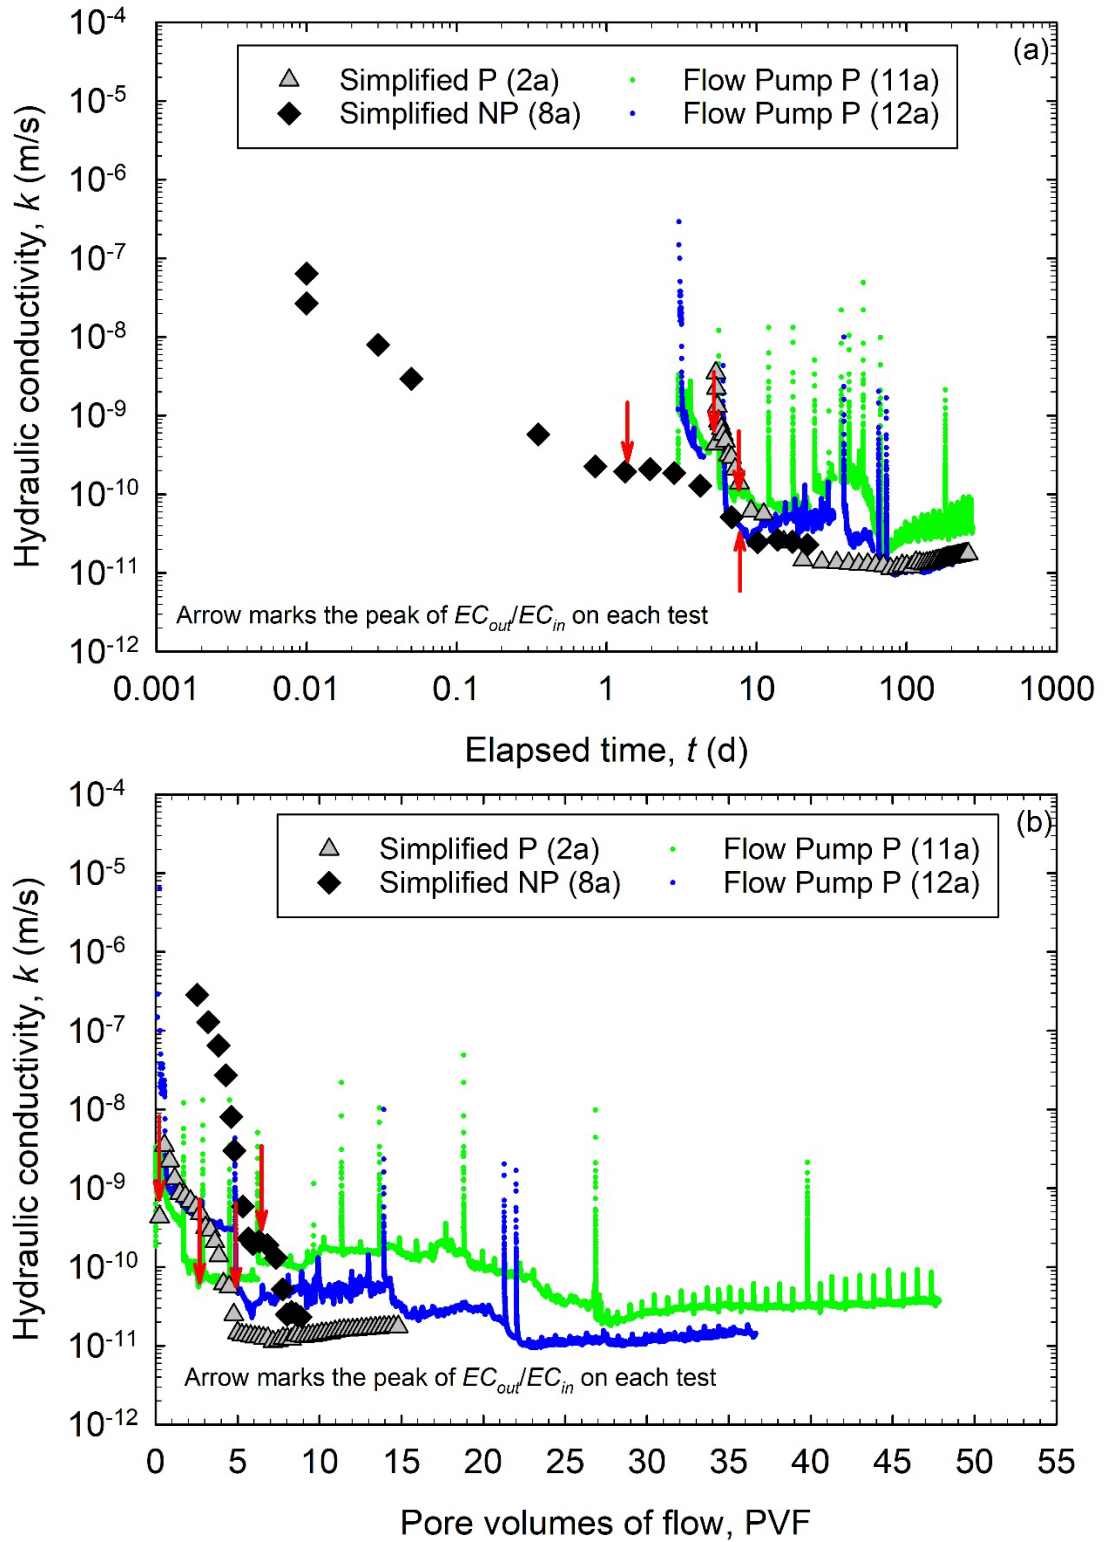 (a)
Simplified P (2a) Flow Pump P (11a)
Simplified NP (8a) Flow Pump P (12a)
Hydraulic conductivity, k (m/s)
10-4
10-5
10-6
10-7
10-8
10-9
10-10
10-11
10-12
Arrow marks the peak of ECout/ECin on each test
0.001 0.01 0.1 1 10 100 1000
Elapsed time, t (d)
(b)
Simplified P (2a) Flow Pump P (11a)
Simplified NP (8a) Flow Pump P (12a)
Hydraulic conductivity, k (m/s)
10-4
10-5
10-6
10-7
10-8
10-9
10-10
10-11
10-12
Arrow marks the peak of ECout/ECin on each test
0 5 10 15 20 25 30 35 40 45 50 55
Pore volumes of flow, PVF